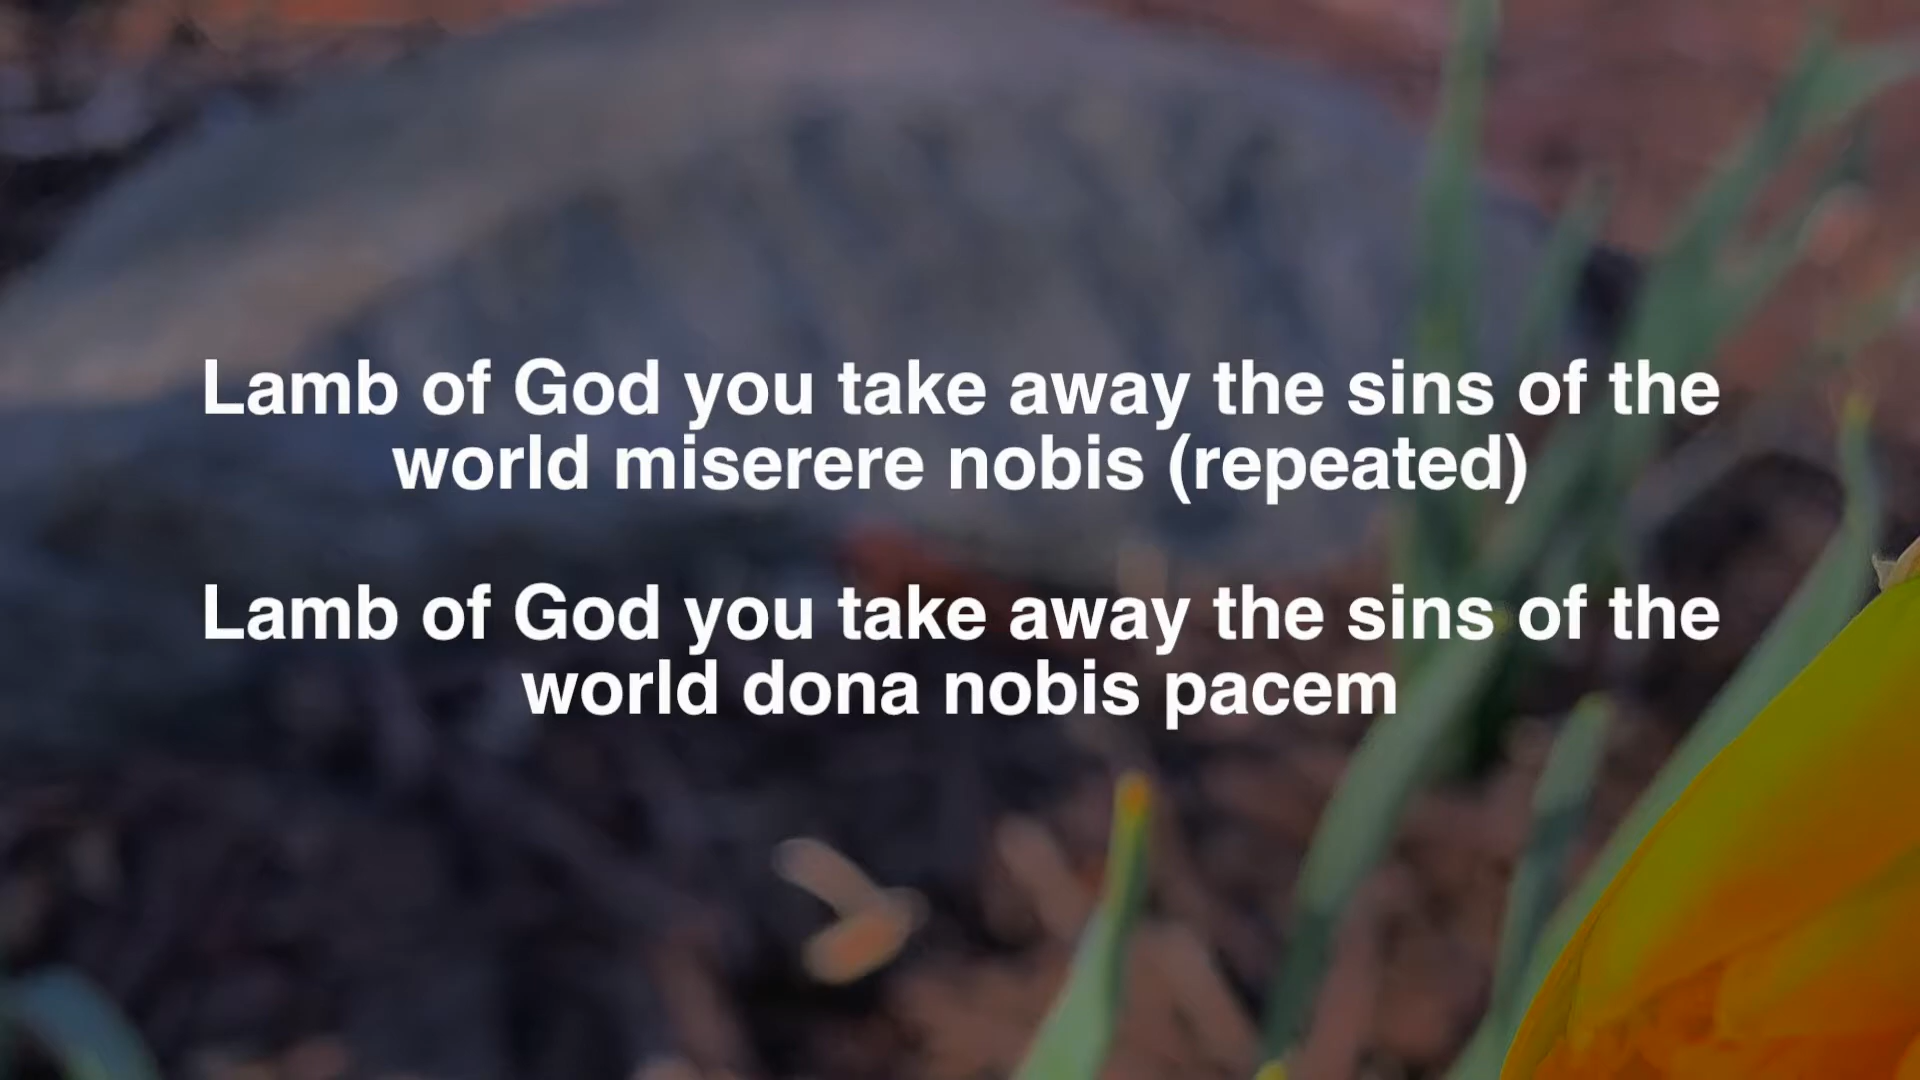 Lamb of God you take away the sins of the
world miserere nobis (repeated)
Lamb of God you take away the sins of the
world dona nobis pacem